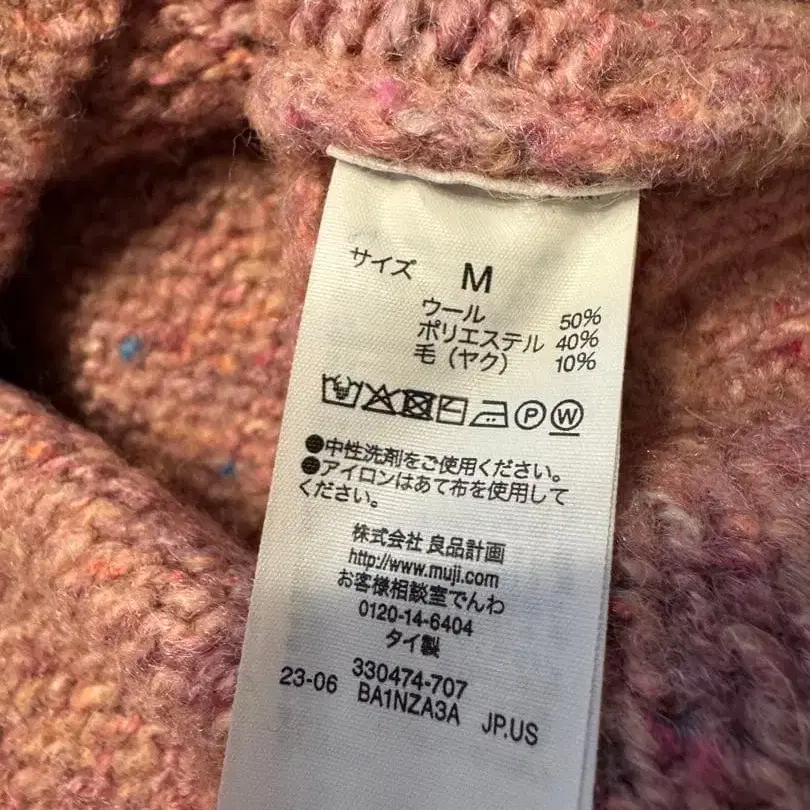 サイズ M
ウール 50%
ポリエステル 40%
毛（ヤク） 10%
P W
●中性洗剤をご使用ください。
●アイロンはあて布を使用して
ください。
株式会社 良品計画
http://www.muji.com
お客様相談室でんわ
0120-14-6404
タイ製
330474-707
23-06 BA1NZA3A JP.US